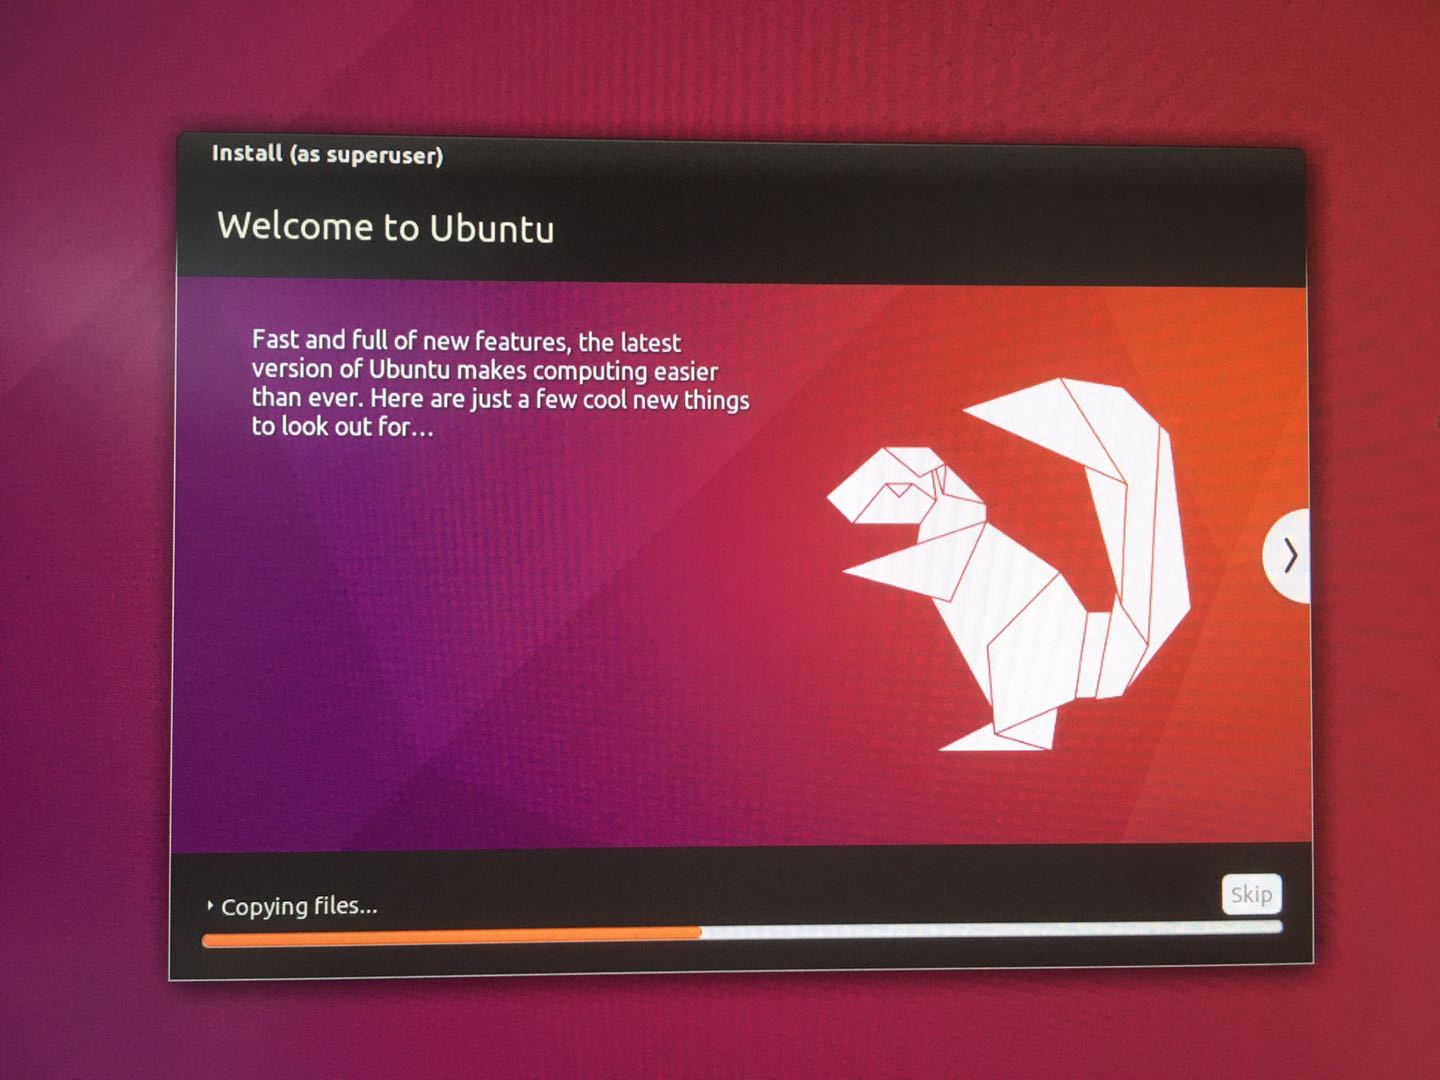 Install (as superuser)
Welcome to Ubuntu
Fast and full of new features, the latest
version of Ubuntu makes computing easier
than ever. Here are just a few cool new things
to look out for…
Copying files...
Skip